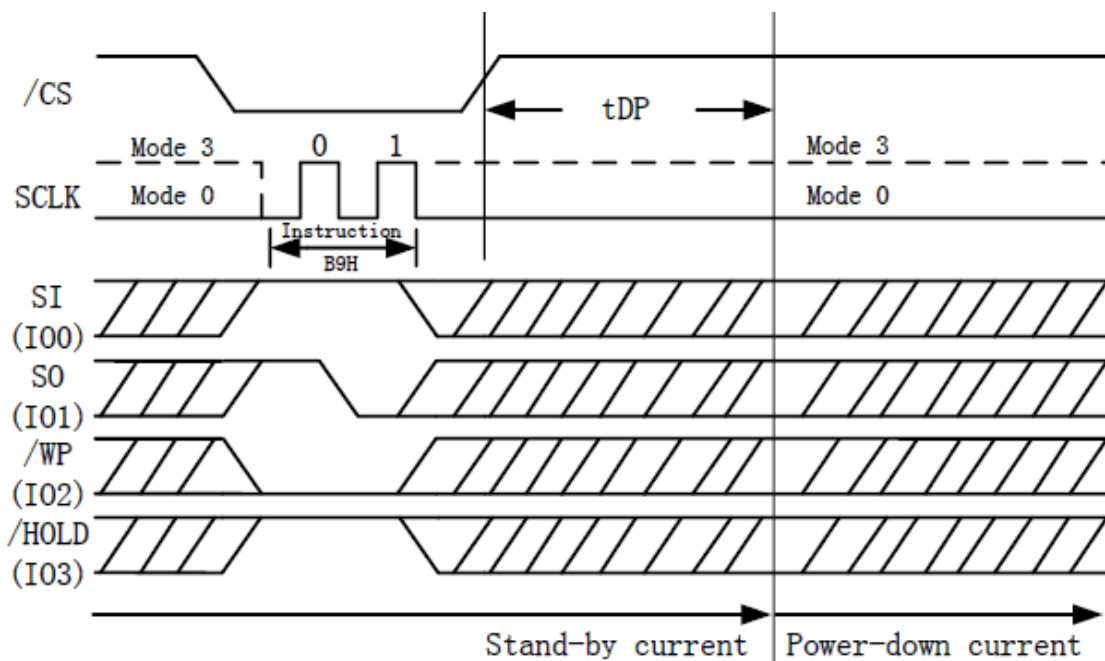 /CS
tDP
Mode 3
0
1
Mode 3
SCLK
Mode 0
Mode 0
Instruction
B9H
SI
(IO0)
SO
(IO1)
/WP
(IO2)
/HOLD
(IO3)
Stand-by current
Power-down current